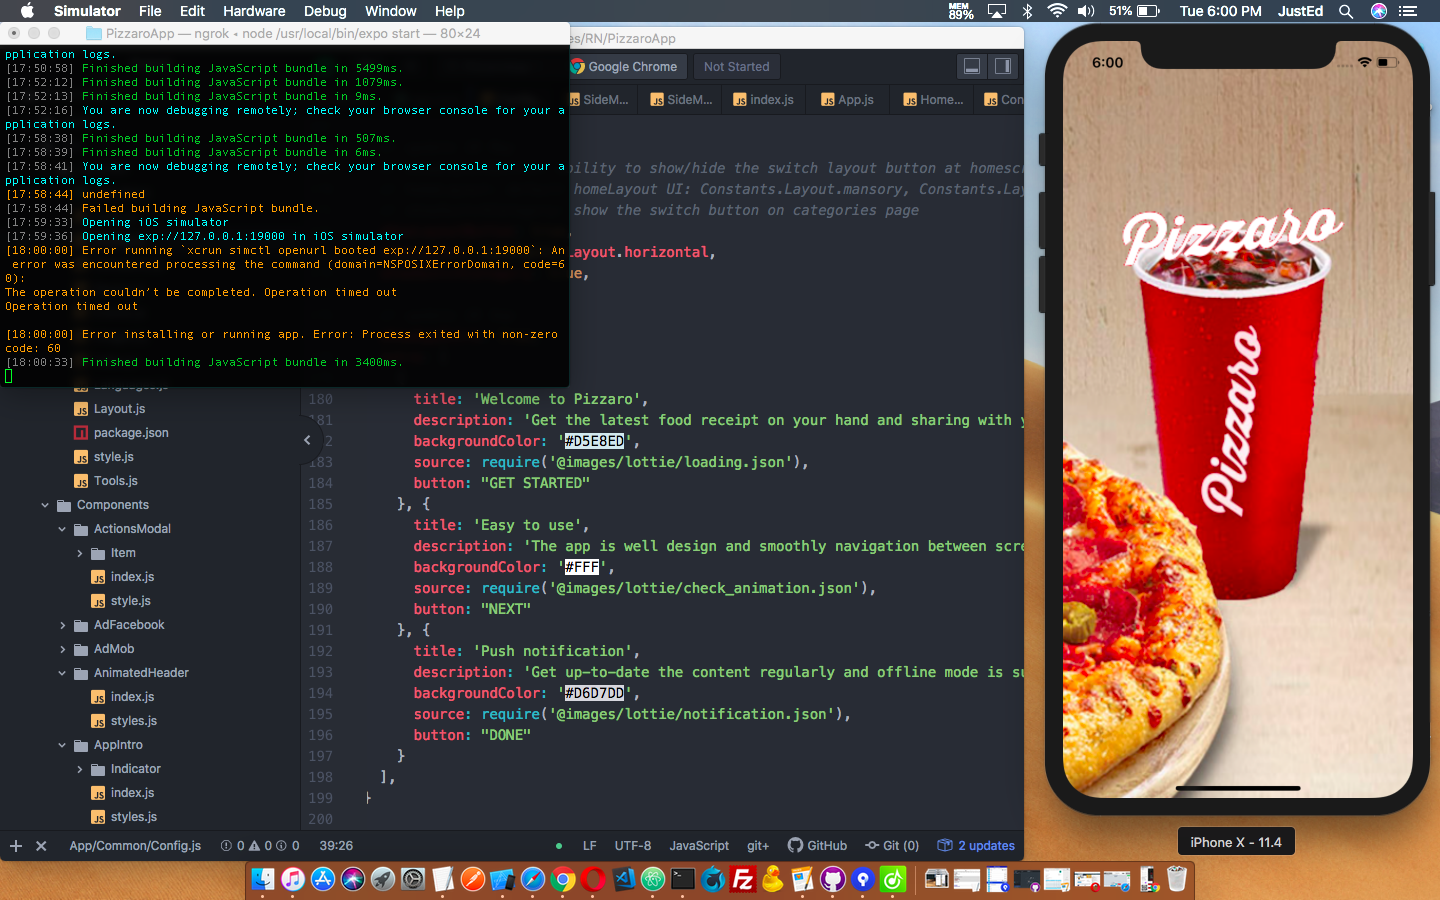 Simulator File Edit Hardware Debug Window Help
MEM 89% 51% Tue 6:00 PM JustEd
PizzaroApp — ngrok • node /usr/local/bin/expo start — 80×24
pplication logs.
[17:50:58] Finished building JavaScript bundle in 5499ms.
[17:52:12] Finished building JavaScript bundle in 1079ms.
[17:52:13] Finished building JavaScript bundle in 9ms.
[17:52:16] You are now debugging remotely; check your browser console for your a
pplication logs.
[17:58:38] Finished building JavaScript bundle in 507ms.
[17:58:39] Finished building JavaScript bundle in 6ms.
[17:58:41] You are now debugging remotely; check your browser console for your a
pplication logs.
[17:58:44] undefined
[17:58:44] Failed building JavaScript bundle.
[17:59:33] Opening iOS simulator
[17:59:36] Opening exp://127.0.0.1:19000 in iOS simulator
[18:00:00] Error running `xcrun simctl openurl booted exp://127.0.0.1:19000`: An
error was encountered processing the command (domain=NSPOSIXErrorDomain, code=6
0):
The operation couldn't be completed. Operation timed out
Operation timed out
[18:00:00] Error installing or running app. Error: Process exited with non-zero
code: 60
[18:00:33] Finished building JavaScript bundle in 3400ms.
es/RN/PizzaroApp
Google Chrome Not Started
SideM... SideM... index.js App.js Home... Con
bility to show/hide the switch layout button at homescr
homeLayout UI: Constants.Layout.mansory, Constants.Lay
show the switch button on categories page
Layout.horizontal,
ue,
Layout.js
package.json
style.js
Tools.js
Components
ActionsModal
Item
index.js
style.js
AdFacebook
AdMob
AnimatedHeader
index.js
styles.js
AppIntro
Indicator
index.js
styles.js
180 title: 'Welcome to Pizzaro',
181 description: 'Get the latest food receipt on your hand and sharing with y
2 backgroundColor: '#D5E8ED',
183 source: require('@images/lottie/loading.json'),
184 button: "GET STARTED"
185 }, {
186 title: 'Easy to use',
187 description: 'The app is well design and smoothly navigation between scre
188 backgroundColor: '#FFF',
189 source: require('@images/lottie/check_animation.json'),
190 button: "NEXT"
191 }, {
192 title: 'Push notification',
193 description: 'Get up-to-date the content regularly and offline mode is su
194 backgroundColor: '#D6D7DD',
195 source: require('@images/lottie/notification.json'),
196 button: "DONE"
197 }
198 ],
199 }
200
App/Common/Config.js 0 0 0 39:26 LF UTF-8 JavaScript git+ GitHub Git (0) 2 updates
6:00
Pizzaro
Pizzaro
iPhone X - 11.4